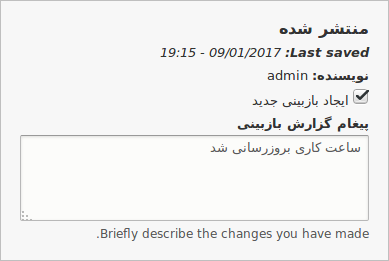 منتشر شده
Last saved: 09/01/2017 - 19:15
نویسنده: admin
ایجاد بازبینی جدید
پیغام گزارش بازبینی
ساعت کاری بروزرسانی شد
Briefly describe the changes you have made.